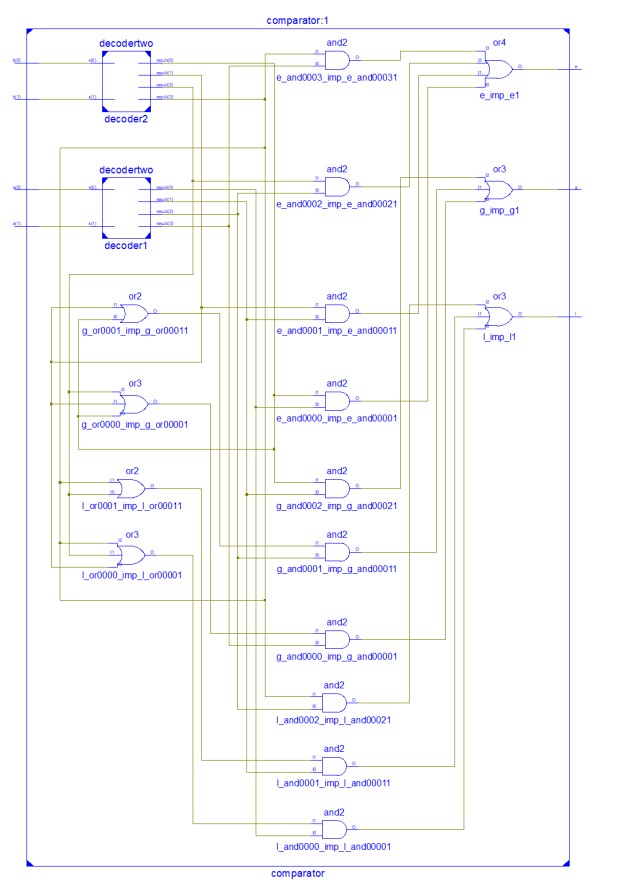 comparator:1
decodertwo
b(0)
x(0)
result(0)
result(1)
result(2)
result(3)
b(1)
x(1)
decoder2
decodertwo
a(0)
x(0)
result(0)
result(1)
result(2)
result(3)
a(1)
x(1)
decoder1
or2
g_or0001_imp_g_or00011
or3
g_or0000_imp_g_or00001
or2
l_or0001_imp_l_or00011
or3
l_or0000_imp_l_or00001
and2
e_and0003_imp_e_and00031
and2
e_and0002_imp_e_and00021
and2
e_and0001_imp_e_and00011
and2
e_and0000_imp_e_and00001
and2
g_and0002_imp_g_and00021
and2
g_and0001_imp_g_and00011
and2
g_and0000_imp_g_and00001
and2
l_and0002_imp_l_and00021
and2
l_and0001_imp_l_and00011
and2
l_and0000_imp_l_and00001
or4
e_imp_e1
e
or3
g_imp_g1
g
or3
l_imp_l1
l
comparator